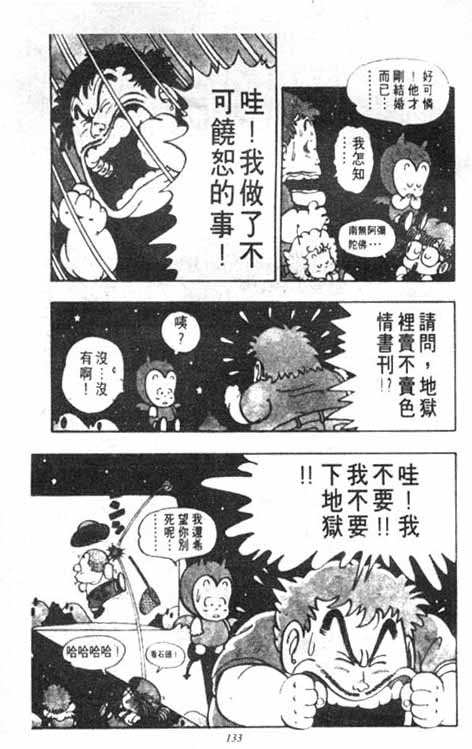 好可憐
！他才
剛結婚
而已…
………
我怎知
………
南無阿彌
陀佛…
哇！我做了不
可饒恕的事！
請問，地獄
裡賣不賣色
情書刊!?
咦？
沒…沒
有啊！
哇！我
不要!!
我不要
下地獄
!!
我還希
望你別
死呢…
………
看石頭！
哈哈哈哈！
133